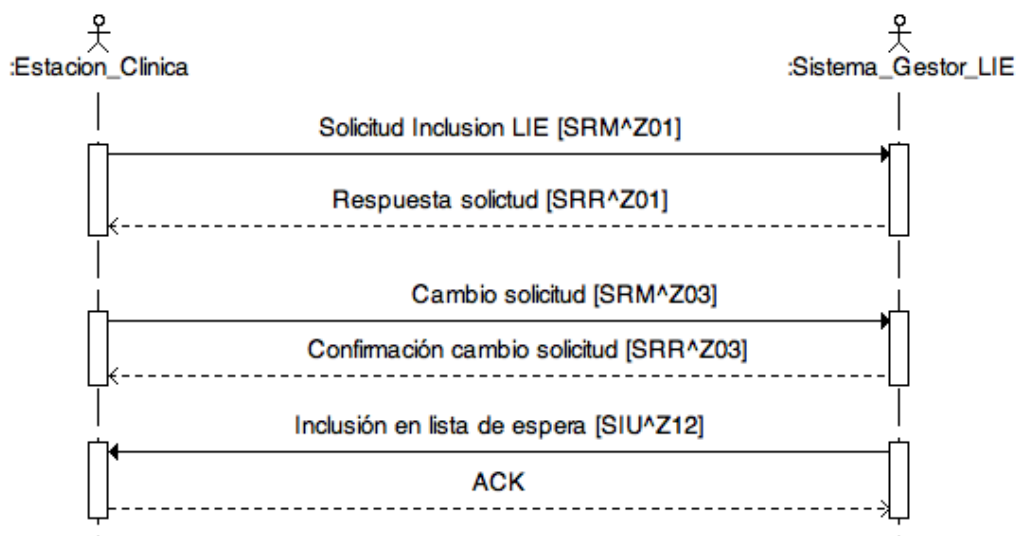 :Estacion_Clinica
:Sistema_Gestor_LIE
Solicitud Inclusion LIE [SRM^Z01]
Respuesta solictud [SRR^Z01]
Cambio solicitud [SRM^Z03]
Confirmación cambio solicitud [SRR^Z03]
Inclusión en lista de espera [SIU^Z12]
ACK